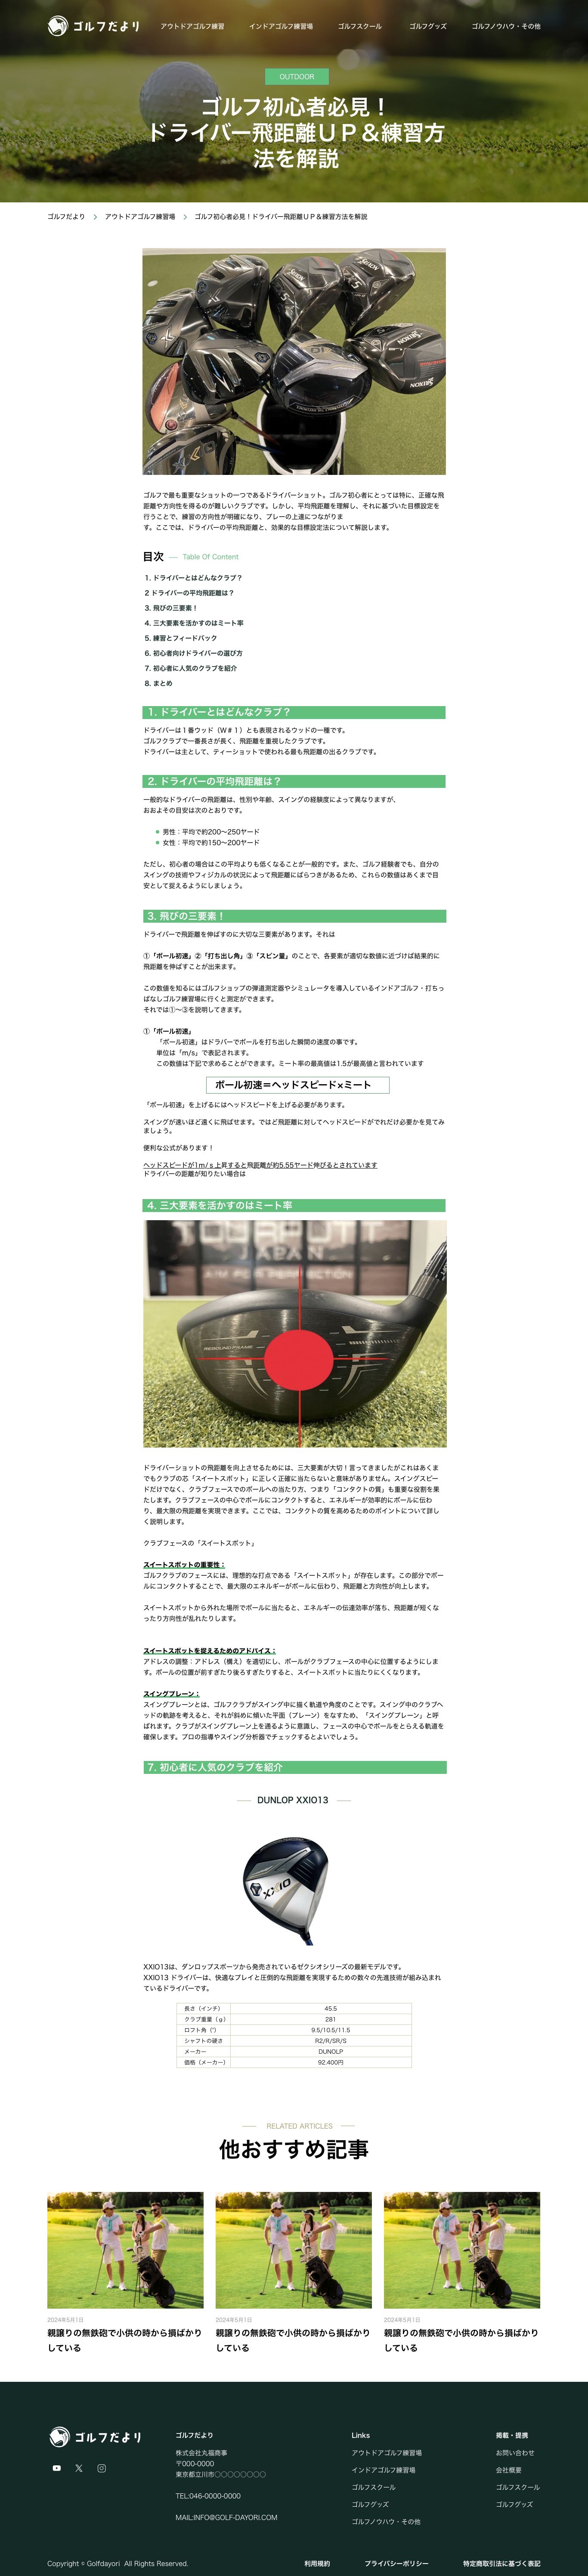 ゴルフだより
アウトドアゴルフ練習
インドアゴルフ練習場
ゴルフスクール
ゴルフグッズ
ゴルフノウハウ・その他
OUTDOOR
ゴルフ初心者必見！
ドライバー飛距離ＵＰ＆練習方
法を解説
ゴルフだより
アウトドアゴルフ練習場
ゴルフ初心者必見！ドライバー飛距離ＵＰ＆練習方法を解説
SRIXON
SRIXON
ゴルフで最も重要なショットの一つであるドライバーショット。ゴルフ初心者にとっては特に、正確な飛
距離や方向性を得るのが難しいクラブです。しかし、平均飛距離を理解し、それに基づいた目標設定を
行うことで、練習の方向性が明確になり、プレーの上達につながりま
す。ここでは、ドライバーの平均飛距離と、効果的な目標設定法について解説します。
目次
Table Of Content
1. ドライバーとはどんなクラブ？
2 ドライバーの平均飛距離は？
3. 飛びの三要素！
4. 三大要素を活かすのはミート率
5. 練習とフィードバック
6. 初心者向けドライバーの選び方
7. 初心者に人気のクラブを紹介
8. まとめ
1. ドライバーとはどんなクラブ？
ドライバーは１番ウッド（W＃１）とも表現されるウッドの一種です。
ゴルフクラブで一番長さが長く、飛距離を重視したクラブです。
ドライバーは主として、ティーショットで使われる最も飛距離の出るクラブです。
2. ドライバーの平均飛距離は？
一般的なドライバーの飛距離は、性別や年齢、スイングの経験度によって異なりますが、
おおよその目安は次のとおりです。
男性：平均で約200〜250ヤード
女性：平均で約150〜200ヤード
ただし、初心者の場合はこの平均よりも低くなることが一般的です。また、ゴルフ経験者でも、自分の
スイングの技術やフィジカルの状況によって飛距離にばらつきがあるため、これらの数値はあくまで目
安として捉えるようにしましょう。
3. 飛びの三要素！
ドライバーで飛距離を伸ばすのに大切な三要素があります。それは
①「ボール初速」②「打ち出し角」③「スピン量」のことで、各要素が適切な数値に近づけば結果的に
飛距離を伸ばすことが出来ます。
この数値を知るにはゴルフショップの弾道測定器やシミュレータを導入しているインドアゴルフ・打ちっ
ぱなしゴルフ練習場に行くと測定ができます。
それでは①〜③を説明してきます。
①「ボール初速」
「ボール初速」はドラバーでボールを打ち出した瞬間の速度の事です。
単位は「m/s」で表記されます。
この数値は下記で求めることができます。ミート率の最高値は1.5が最高値と言われています
ボール初速＝ヘッドスピード×ミート
「ボール初速」を上げるにはヘッドスピードを上げる必要があります。
スイングが速いほど遠くに飛ばせます。ではど飛距離に対してヘッドスピードがでれだけ必要かを見てみ
ましょう。
便利な公式があります！
ヘッドスピードが1ｍ/ｓ上昇すると飛距離が約5.55ヤード伸びるとされています
ドライバーの距離が知りたい場合は
4. 三大要素を活かすのはミート率
REBOUND FRAME
ドライバーショットの飛距離を向上させるためには、三大要素が大切！言ってきましたがこれはあくま
でもクラブの芯「スイートスポット」に正しく正確に当たらないと意味がありません。スイングスピー
ドだけでなく、クラブフェースでのボールへの当たり方、つまり「コンタクトの質」も重要な役割を果
たします。クラブフェースの中心でボールにコンタクトすると、エネルギーが効率的にボールに伝わ
り、最大限の飛距離を実現できます。ここでは、コンタクトの質を高めるためのポイントについて詳し
く説明します。
クラブフェースの「スイートスポット」
スイートスポットの重要性：
ゴルフクラブのフェースには、理想的な打点である「スイートスポット」が存在します。この部分でボー
ルにコンタクトすることで、最大限のエネルギーがボールに伝わり、飛距離と方向性が向上します。
スイートスポットから外れた場所でボールに当たると、エネルギーの伝達効率が落ち、飛距離が短くな
ったり方向性が乱れたりします。
スイートスポットを捉えるためのアドバイス：
アドレスの調整：アドレス（構え）を適切にし、ボールがクラブフェースの中心に位置するようにしま
す。ボールの位置が前すぎたり後ろすぎたりすると、スイートスポットに当たりにくくなります。
スイングプレーン：
スイングプレーンとは、ゴルフクラブがスイング中に描く軌道や角度のことです。スイング中のクラブヘ
ッドの軌跡を考えると、それが斜めに傾いた平面（プレーン）をなすため、「スイングプレーン」と呼
ばれます。クラブがスイングプレーン上を通るように意識し、フェースの中心でボールをとらえる軌道を
確保します。プロの指導やスイング分析器でチェックするとよいでしょう。
7. 初心者に人気のクラブを紹介
DUNLOP XXIO13
XXIO
XXIO13は、ダンロップスポーツから発売されているゼクシオシリーズの最新モデルです。
XXIO13 ドライバーは、快適なプレイと圧倒的な飛距離を実現するための数々の先進技術が組み込まれ
ているドライバーです。
長さ（インチ） 45.5
クラブ重量（ｇ） 281
ロフト角（°） 9.5/10.5/11.5
シャフトの硬さ R2/R/SR/S
メーカー DUNOLP
価格（メーカー） 92.400円
RELATED ARTICLES
他おすすめ記事
2024年5月1日
親譲りの無鉄砲で小供の時から損ばかり
している
2024年5月1日
親譲りの無鉄砲で小供の時から損ばかり
している
2024年5月1日
親譲りの無鉄砲で小供の時から損ばかり
している
ゴルフだより
ゴルフだより
株式会社丸福商事
〒000-0000
東京都立川市〇〇〇〇〇〇〇〇
TEL:046-0000-0000
MAIL:INFO@GOLF-DAYORI.COM
Links
アウトドアゴルフ練習場
インドアゴルフ練習場
ゴルフスクール
ゴルフグッズ
ゴルフノウハウ・その他
掲載・提携
お問い合わせ
会社概要
ゴルフスクール
ゴルフグッズ
Copyright © Golfdayori All Rights Reserved.
利用規約
プライバシーポリシー
特定商取引法に基づく表記